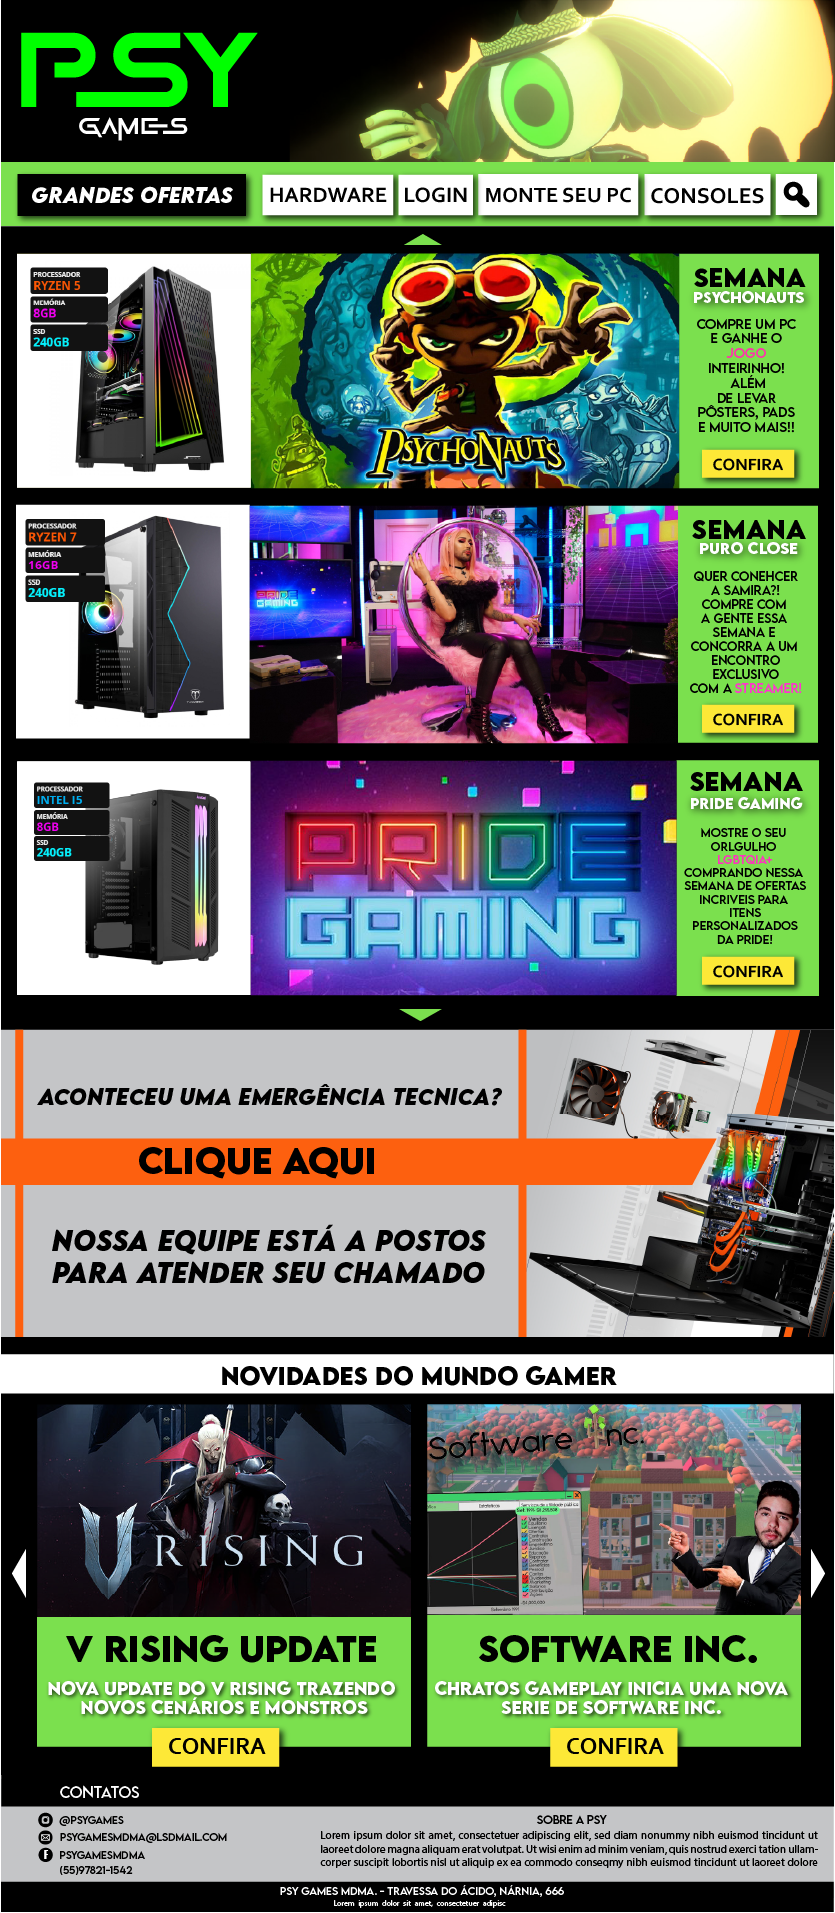 PSY
GAMES
GRANDES OFERTAS
HARDWARE
LOGIN
MONTE SEU PC
CONSOLES
PROCESSADOR
RYZEN 5
MEMÓRIA
8GB
SSD
240GB
PSYCHONAUTS
SEMANA
PSYCHONAUTS
COMPRE UM PC
E GANHE O
JOGO
INTEIRINHO!
ALÉM
DE LEVAR
PÔSTERS, PADS
E MUITO MAIS!!
CONFIRA
PROCESSADOR
RYZEN 7
MEMÓRIA
16GB
SSD
240GB
PRIDE
GAMING
SEMANA
PURO CLOSE
QUER CONEHCER
A SAMIRA?!
COMPRE COM
A GENTE ESSA
SEMANA E
CONCORRA A UM
ENCONTRO
EXCLUSIVO
COM A STREAMER!
CONFIRA
PROCESSADOR
INTEL I5
MEMÓRIA
8GB
SSD
240GB
PRIDE
GAMING
SEMANA
PRIDE GAMING
MOSTRE O SEU
ORLGULHO
LGBTQIA+
COMPRANDO NESSA
SEMANA DE OFERTAS
INCRIVEIS PARA
ITENS
PERSONALIZADOS
DA PRIDE!
CONFIRA
ACONTECEU UMA EMERGÊNCIA TECNICA?
CLIQUE AQUI
NOSSA EQUIPE ESTÁ A POSTOS
PARA ATENDER SEU CHAMADO
NOVIDADES DO MUNDO GAMER
V RISING
Software Inc.
V RISING UPDATE
NOVA UPDATE DO V RISING TRAZENDO
NOVOS CENÁRIOS E MONSTROS
CONFIRA
SOFTWARE INC.
CHRATOS GAMEPLAY INICIA UMA NOVA
SERIE DE SOFTWARE INC.
CONFIRA
CONTATOS
@PSYGAMES
PSYGAMESMDMA@LSDMAIL.COM
PSYGAMESMDMA
(55)97821-1542
SOBRE A PSY
Lorem ipsum dolor sit amet, consectetuer adipiscing elit, sed diam nonummy nibh euismod tincidunt ut
laoreet dolore magna aliquam erat volutpat. Ut wisi enim ad minim veniam, quis nostrud exerci tation ullam-
corper suscipit lobortis nisl ut aliquip ex ea commodo conseqmy nibh euismod tincidunt ut laoreet dolore
PSY GAMES MDMA. - TRAVESSA DO ÁCIDO, NÁRNIA, 666
Lorem ipsum dolor sit amet, consectetuer adipisc